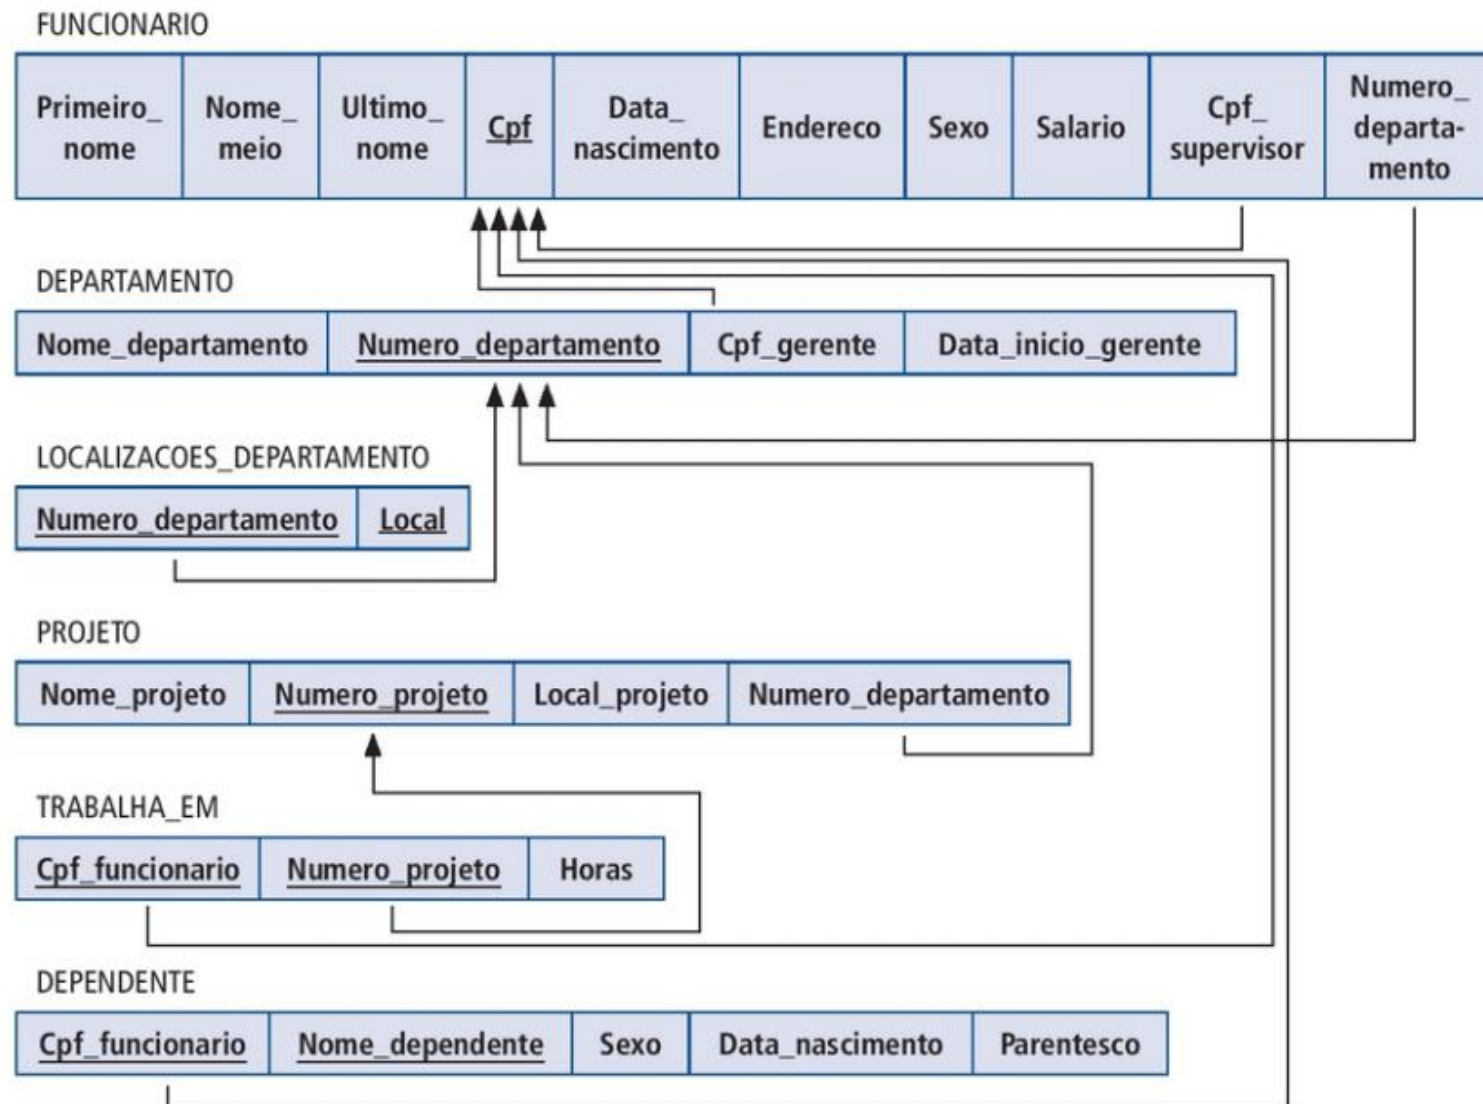 FUNCIONARIO
Primeiro_
nome
Nome_
meio
Ultimo_
nome
Cpf
Data_
nascimento
Endereco
Sexo
Salario
Cpf_
supervisor
Numero_
departa-
mento
DEPARTAMENTO
Nome_departamento
Numero_departamento
Cpf_gerente
Data_inicio_gerente
LOCALIZACOES_DEPARTAMENTO
Numero_departamento
Local
PROJETO
Nome_projeto
Numero_projeto
Local_projeto
Numero_departamento
TRABALHA_EM
Cpf_funcionario
Numero_projeto
Horas
DEPENDENTE
Cpf_funcionario
Nome_dependente
Sexo
Data_nascimento
Parentesco